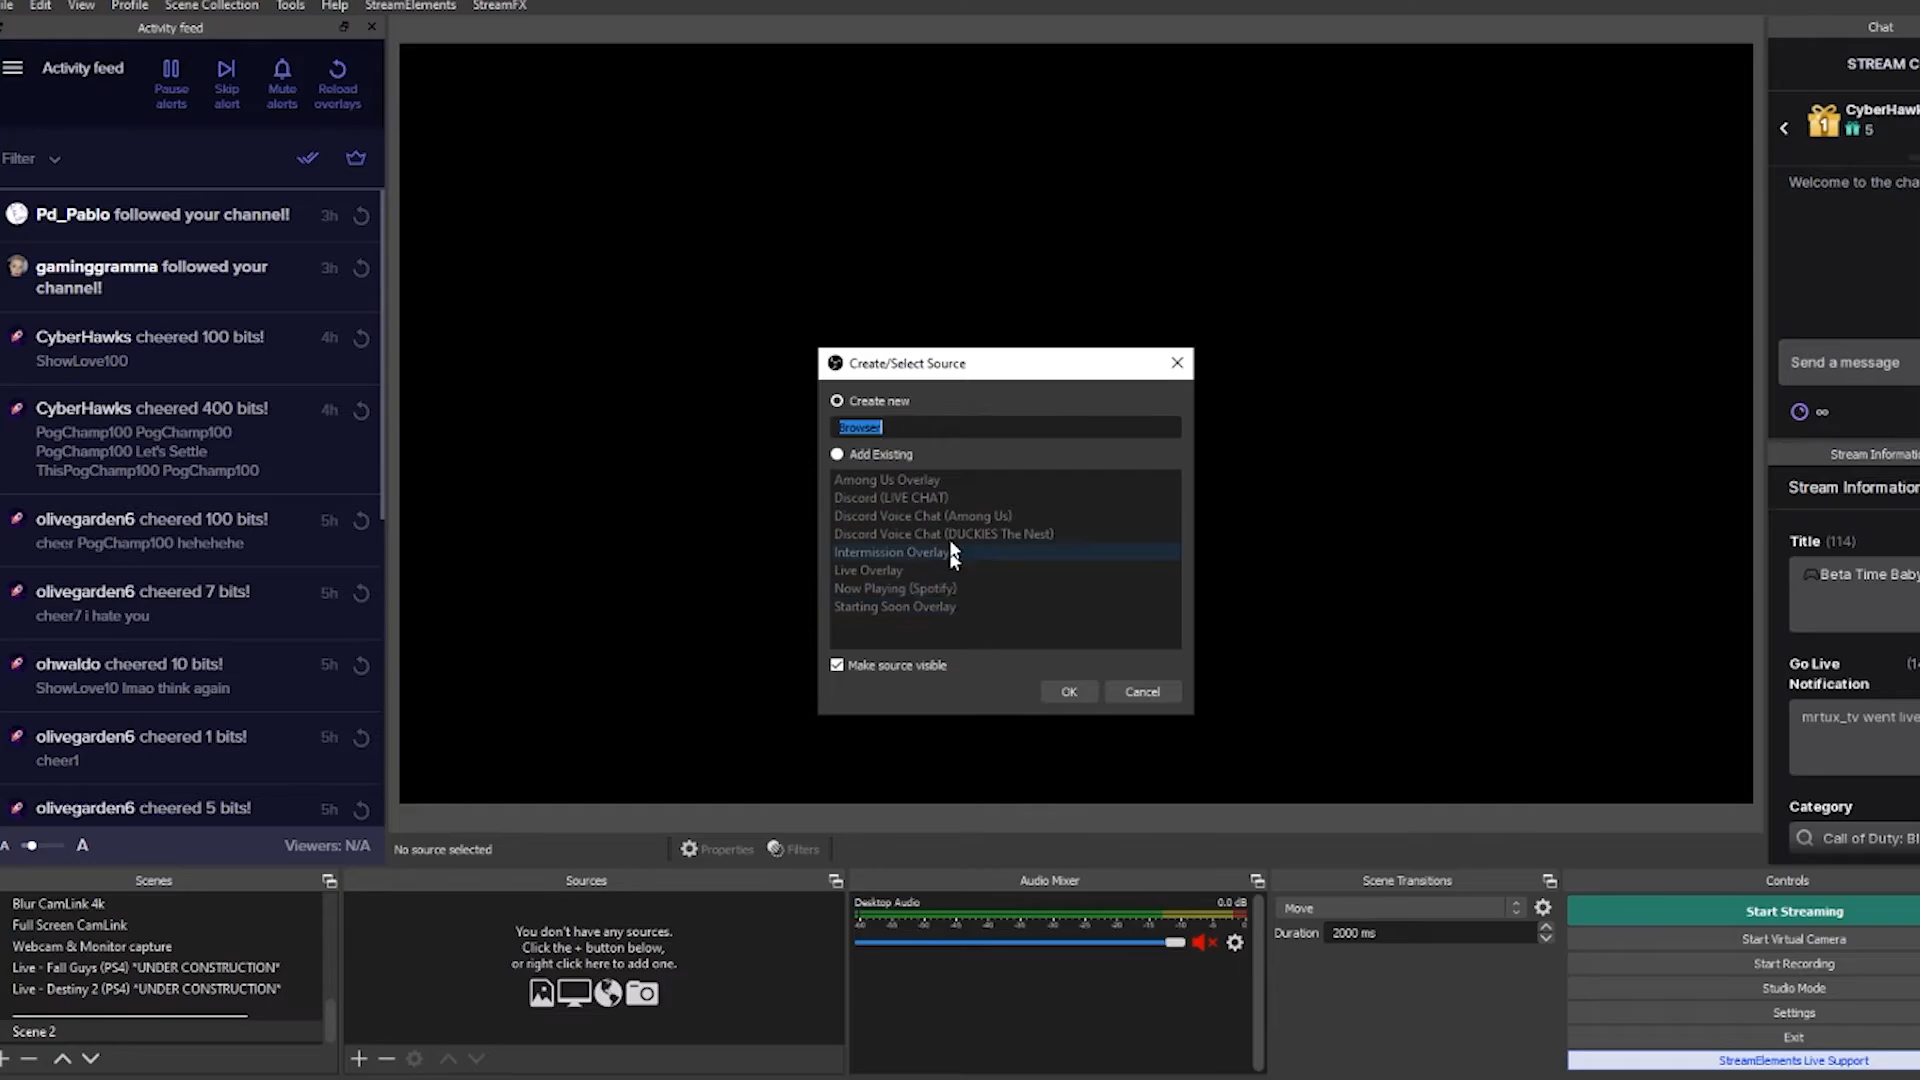 Edit View Profile Scene Collection Tools Help StreamElements StreamFX
Activity feed
Activity feed
Pause alerts
Skip alert
Mute alerts
Reload overlays
Filter
Pd_Pablo followed your channel! 3h
gaminggramma followed your 3h
channel!
CyberHawks cheered 100 bits! 4h
ShowLove100
CyberHawks cheered 400 bits! 4h
PogChamp100 PogChamp100
PogChamp100 Let's Settle
ThisPogChamp100 PogChamp100
olivegarden6 cheered 100 bits! 5h
cheer PogChamp100 hehehehe
olivegarden6 cheered 7 bits! 5h
cheer7 i hate you
ohwaldo cheered 10 bits! 5h
ShowLove10 lmao think again
olivegarden6 cheered 1 bits! 5h
cheer1
olivegarden6 cheered 5 bits! 5h
A A Viewers: N/A
Create/Select Source
Create new
Browser
Add Existing
Among Us Overlay
Discord (LIVE CHAT)
Discord Voice Chat (Among Us)
Discord Voice Chat (DUCKIES The Nest)
Intermission Overlay
Live Overlay
Now Playing (Spotify)
Starting Soon Overlay
Make source visible
OK Cancel
Chat
STREAM C
1 CyberHawk
5
Welcome to the cha
Send a message
∞
Stream Informati
Stream Information
Title (114)
Beta Time Baby
Go Live
Notification
mrtux_tv went live
Category
Call of Duty: Bl
No source selected Properties Filters
Scenes
Blur CamLink 4k
Full Screen CamLink
Webcam & Monitor capture
Live - Fall Guys (PS4) *UNDER CONSTRUCTION*
Live - Destiny 2 (PS4) *UNDER CONSTRUCTION*
Scene 2
Sources
You don't have any sources.
Click the + button below,
or right click here to add one.
Audio Mixer
Desktop Audio 0.0 dB
Scene Transitions
Move
Duration 2000 ms
Controls
Start Streaming
Start Virtual Camera
Start Recording
Studio Mode
Settings
Exit
StreamElements Live Support